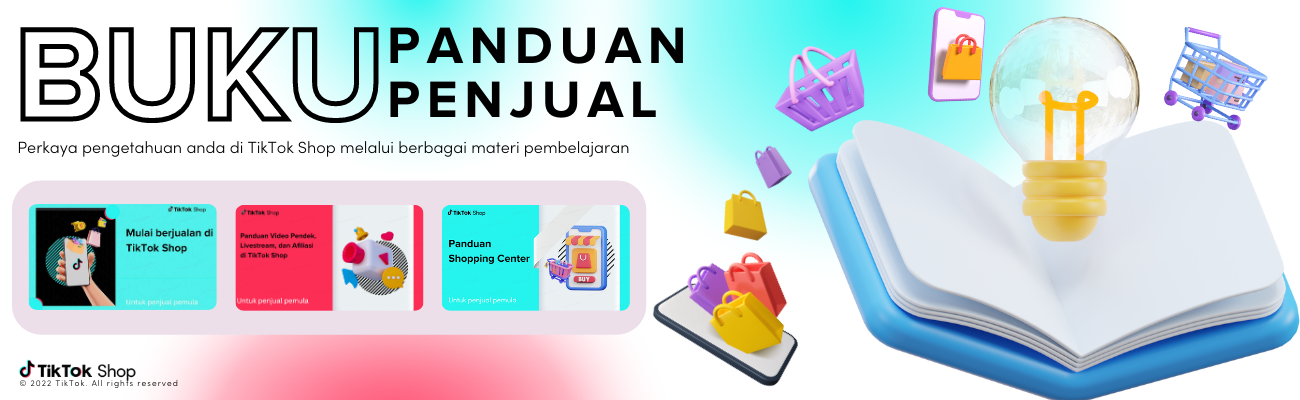 BUKU PANDUAN
PENJUAL
Perkaya pengetahuan anda di TikTok Shop melalui berbagai materi pembelajaran
TikTok Shop
Mulai berjualan di
TikTok Shop
Untuk penjual pemula
TikTok Shop
Panduan Video Pendek,
Livestream, dan Afiliasi
di TikTok Shop
Untuk penjual pemula
TikTok Shop
Panduan
Shopping Center
Untuk penjual pemula
BUY
TikTok Shop
© 2022 TikTok. All rights reserved